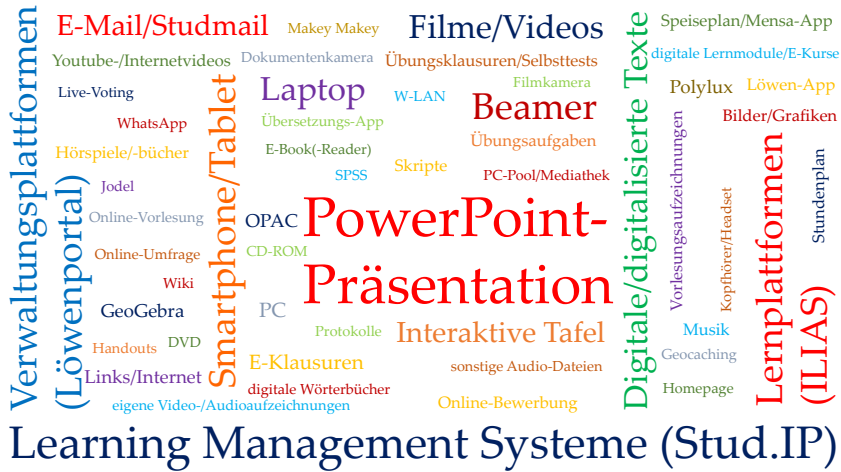 Verwaltungsplattformen
(Löwenportal)
E-Mail/Studmail
Makey Makey
Filme/Videos
Speiseplan/Mensa-App
Youtube-/Internetvideos
Dokumentenkamera
Übungsklausuren/Selbsttests
digitale Lernmodule/E-Kurse
Live-Voting
Laptop
W-LAN
Filmkamera
Polylux
Löwen-App
WhatsApp
Übersetzungs-App
Beamer
Bilder/Grafiken
Hörspiele/-bücher
E-Book(-Reader)
Übungsaufgaben
Jodel
SPSS
Skripte
PC-Pool/Mediathek
Smartphone/Tablet
Digitale/digitalisierte Texte
Vorlesungsaufzeichnungen
Kopfhörer/Headset
Lernplattformen
(ILIAS)
Stundenplan
Online-Vorlesung
OPAC
PowerPoint-
Präsentation
Online-Umfrage
CD-ROM
Wiki
GeoGebra
PC
Protokolle
Interaktive Tafel
Musik
Handouts
DVD
E-Klausuren
sonstige Audio-Dateien
Geocaching
Links/Internet
digitale Wörterbücher
Homepage
eigene Video-/Audioaufzeichnungen
Online-Bewerbung
Learning Management Systeme (Stud.IP)